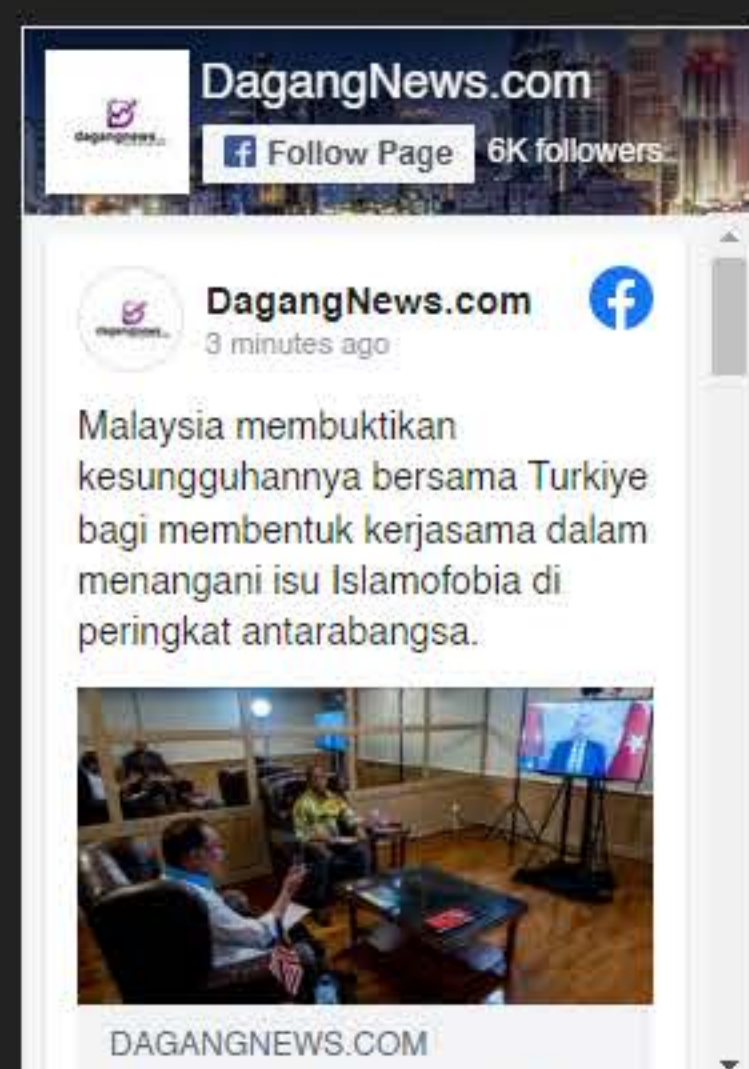 DagangNews.com
dagangnews
Follow Page
6K followers
DagangNews.com
3 minutes ago
Malaysia membuktikan
kesungguhannya bersama Turkiye
bagi membentuk kerjasama dalam
menangani isu Islamofobia di
peringkat antarabangsa.
DAGANGNEWS.COM